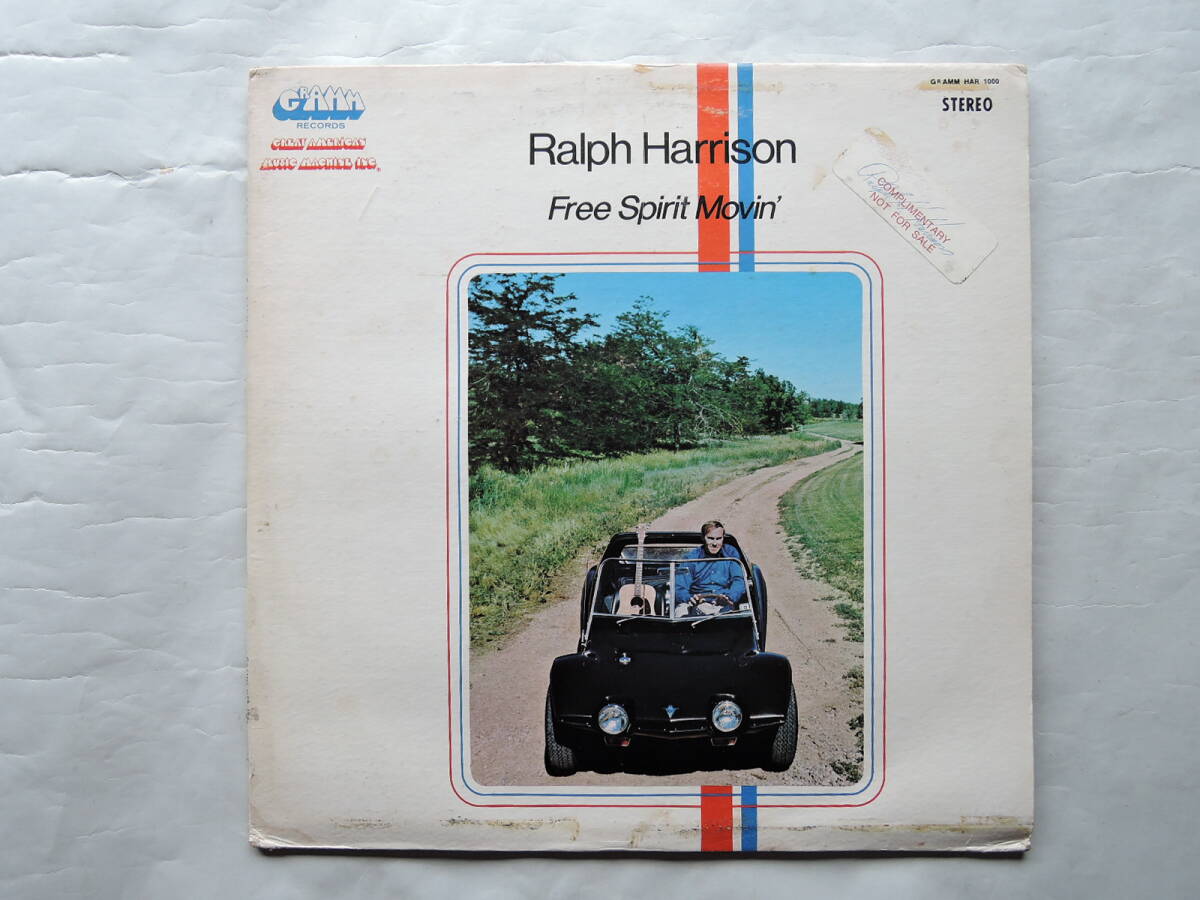 GRAMM
RECORDS
GREAT AMERICAN
MUSIC MACHINE INC.
GRAMM HAR 1000
STEREO
Ralph Harrison
Free Spirit Movin'
COMPLIMENTARY
NOT FOR SALE